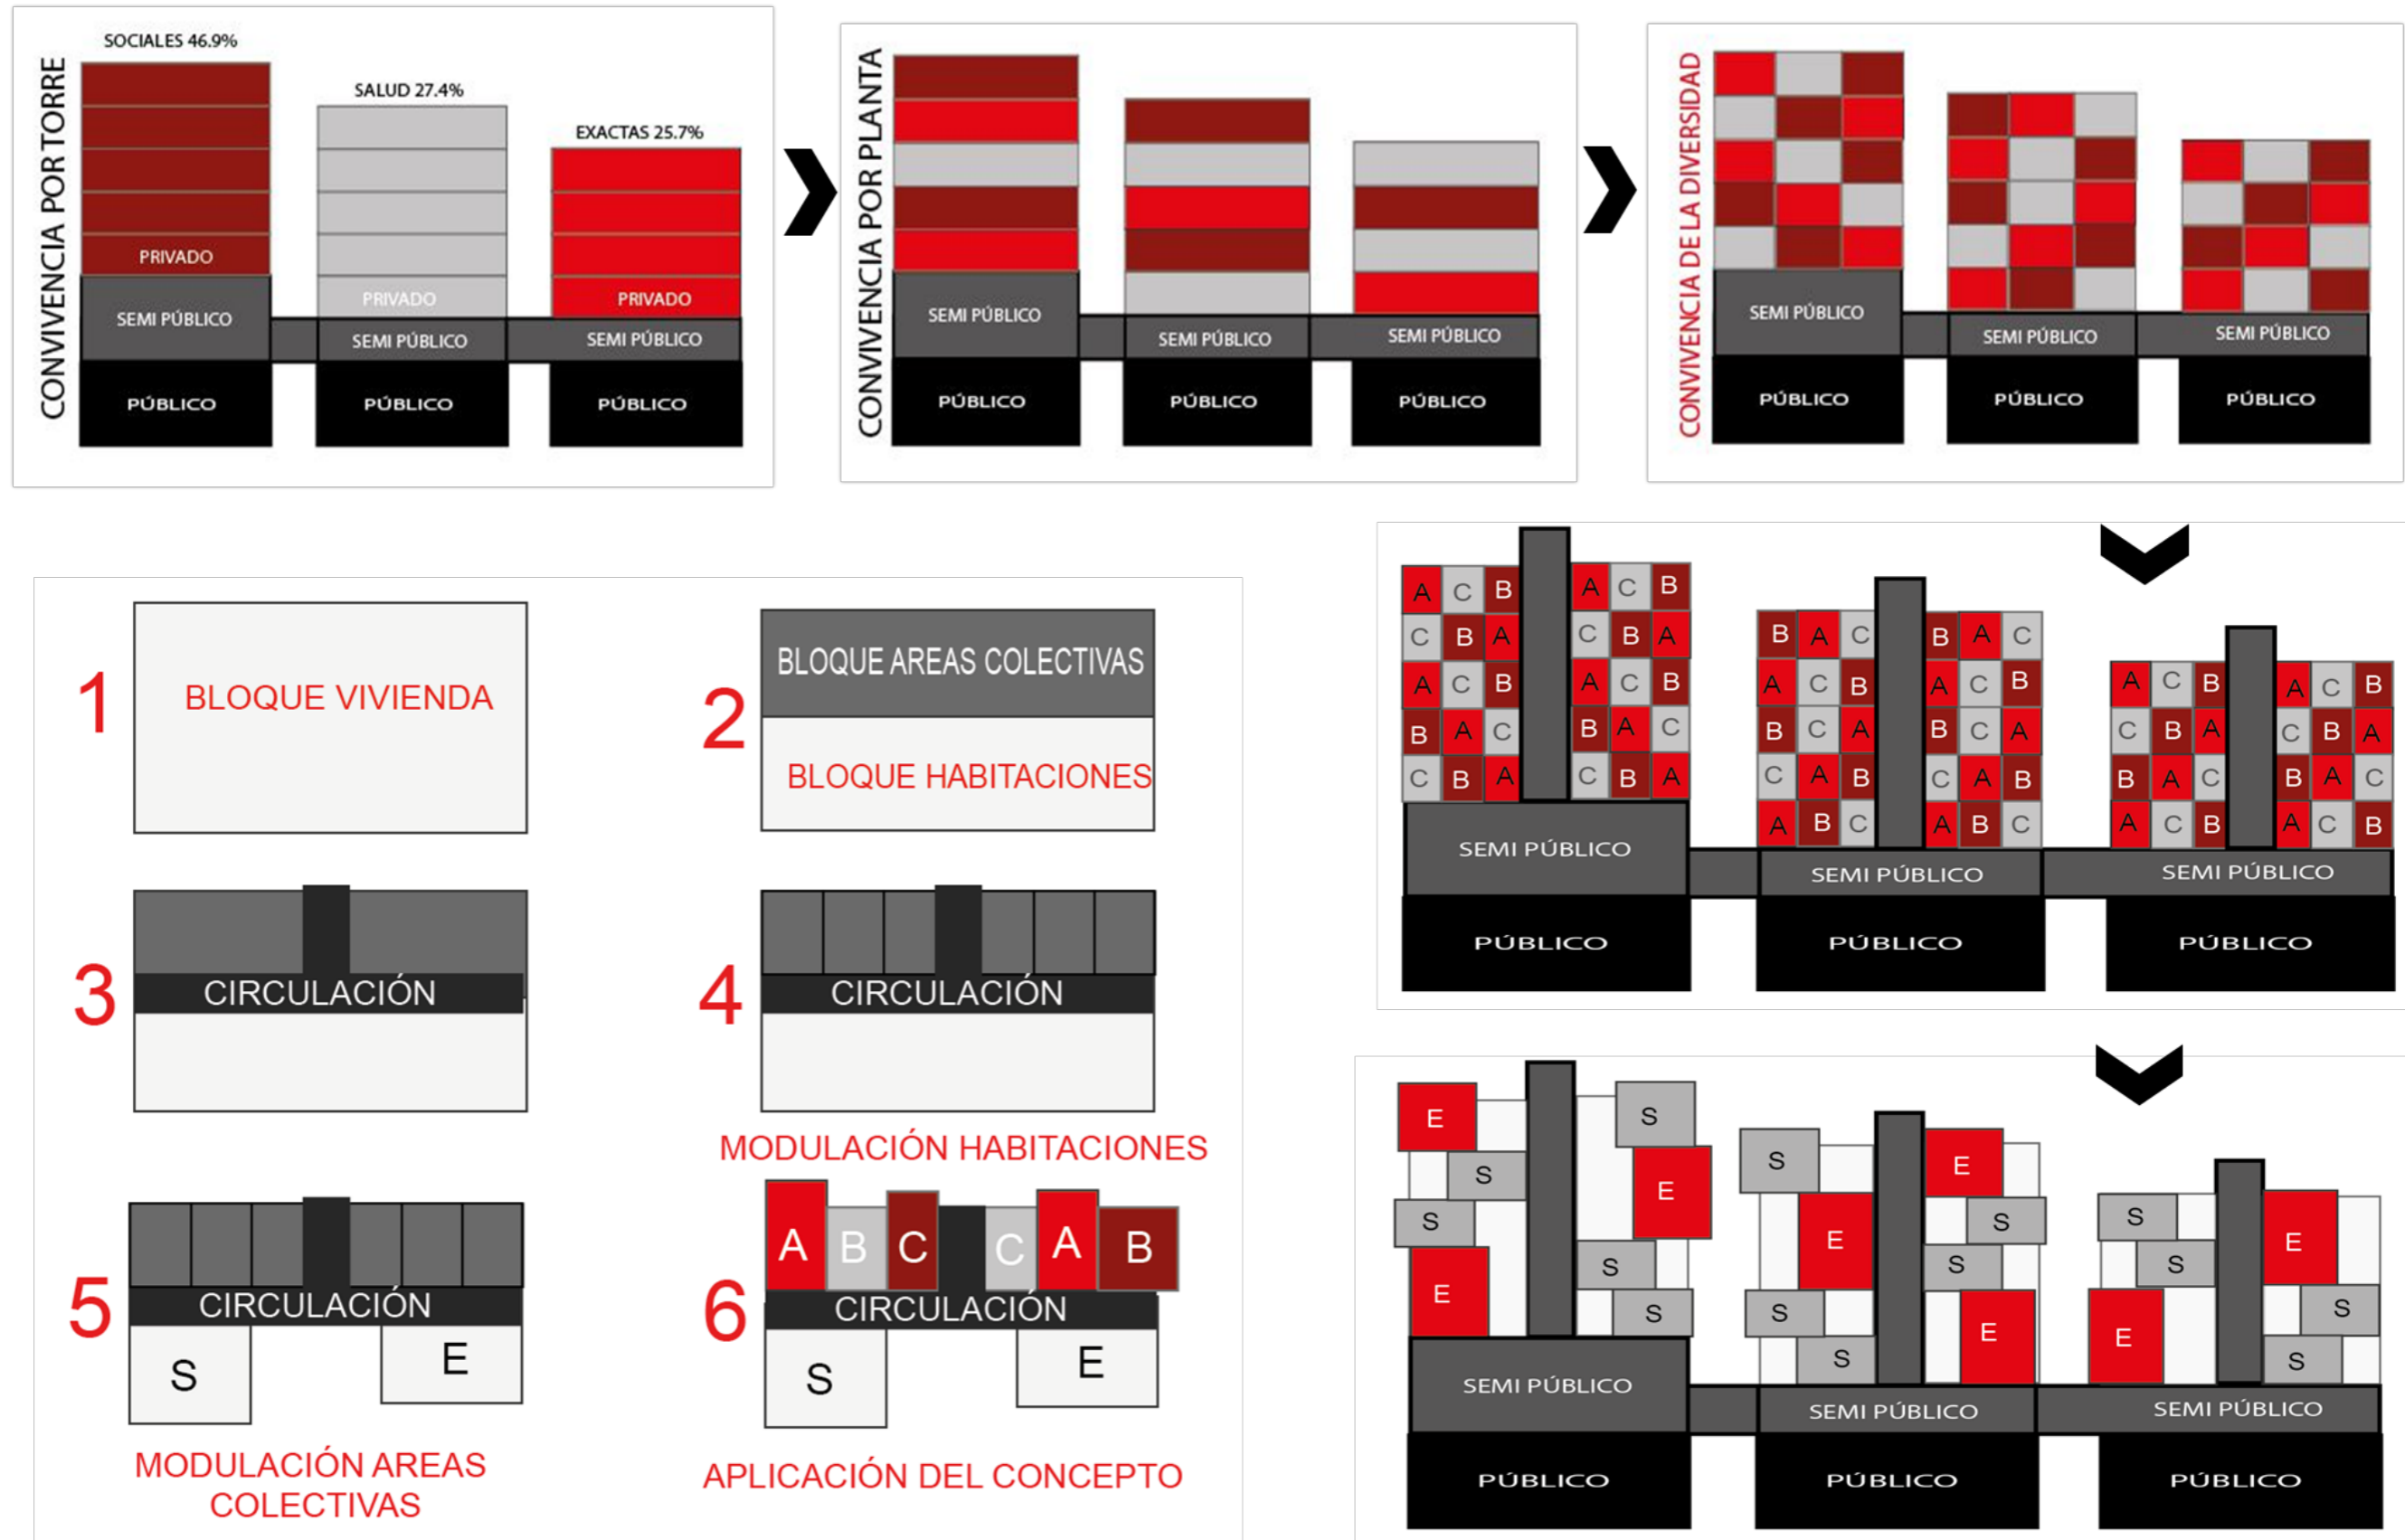 CONVIVENCIA POR TORRE
SOCIALES 46.9%
SALUD 27.4%
EXACTAS 25.7%
PRIVADO
PRIVADO
PRIVADO
SEMI PÚBLICO
SEMI PÚBLICO
SEMI PÚBLICO
PÚBLICO
PÚBLICO
PÚBLICO
CONVIVENCIA POR PLANTA
SEMI PÚBLICO
SEMI PÚBLICO
SEMI PÚBLICO
PÚBLICO
PÚBLICO
PÚBLICO
CONVIVENCIA DE LA DIVERSIDAD
SEMI PÚBLICO
SEMI PÚBLICO
SEMI PÚBLICO
PÚBLICO
PÚBLICO
PÚBLICO
1
BLOQUE VIVIENDA
2
BLOQUE AREAS COLECTIVAS
BLOQUE HABITACIONES
3
CIRCULACIÓN
4
CIRCULACIÓN
MODULACIÓN HABITACIONES
5
CIRCULACIÓN
S E
MODULACIÓN AREAS
COLECTIVAS
6
A B C C A B
CIRCULACIÓN
S E
APLICACIÓN DEL CONCEPTO
A C B A C B
C B A C B A
A C B A C B
B A C B A C
C B A C B A
B A C B A C
A C B A C B
B C A B C A
C A B C A B
A B C A B C
A C B A C B
C B A C B A
B A C B A C
A C B A C B
SEMI PÚBLICO
SEMI PÚBLICO
SEMI PÚBLICO
PÚBLICO
PÚBLICO
PÚBLICO
E S
S E
S
E S
S
S E
E S
S S
S E
S E
S
E S
S
SEMI PÚBLICO
SEMI PÚBLICO
SEMI PÚBLICO
PÚBLICO
PÚBLICO
PÚBLICO